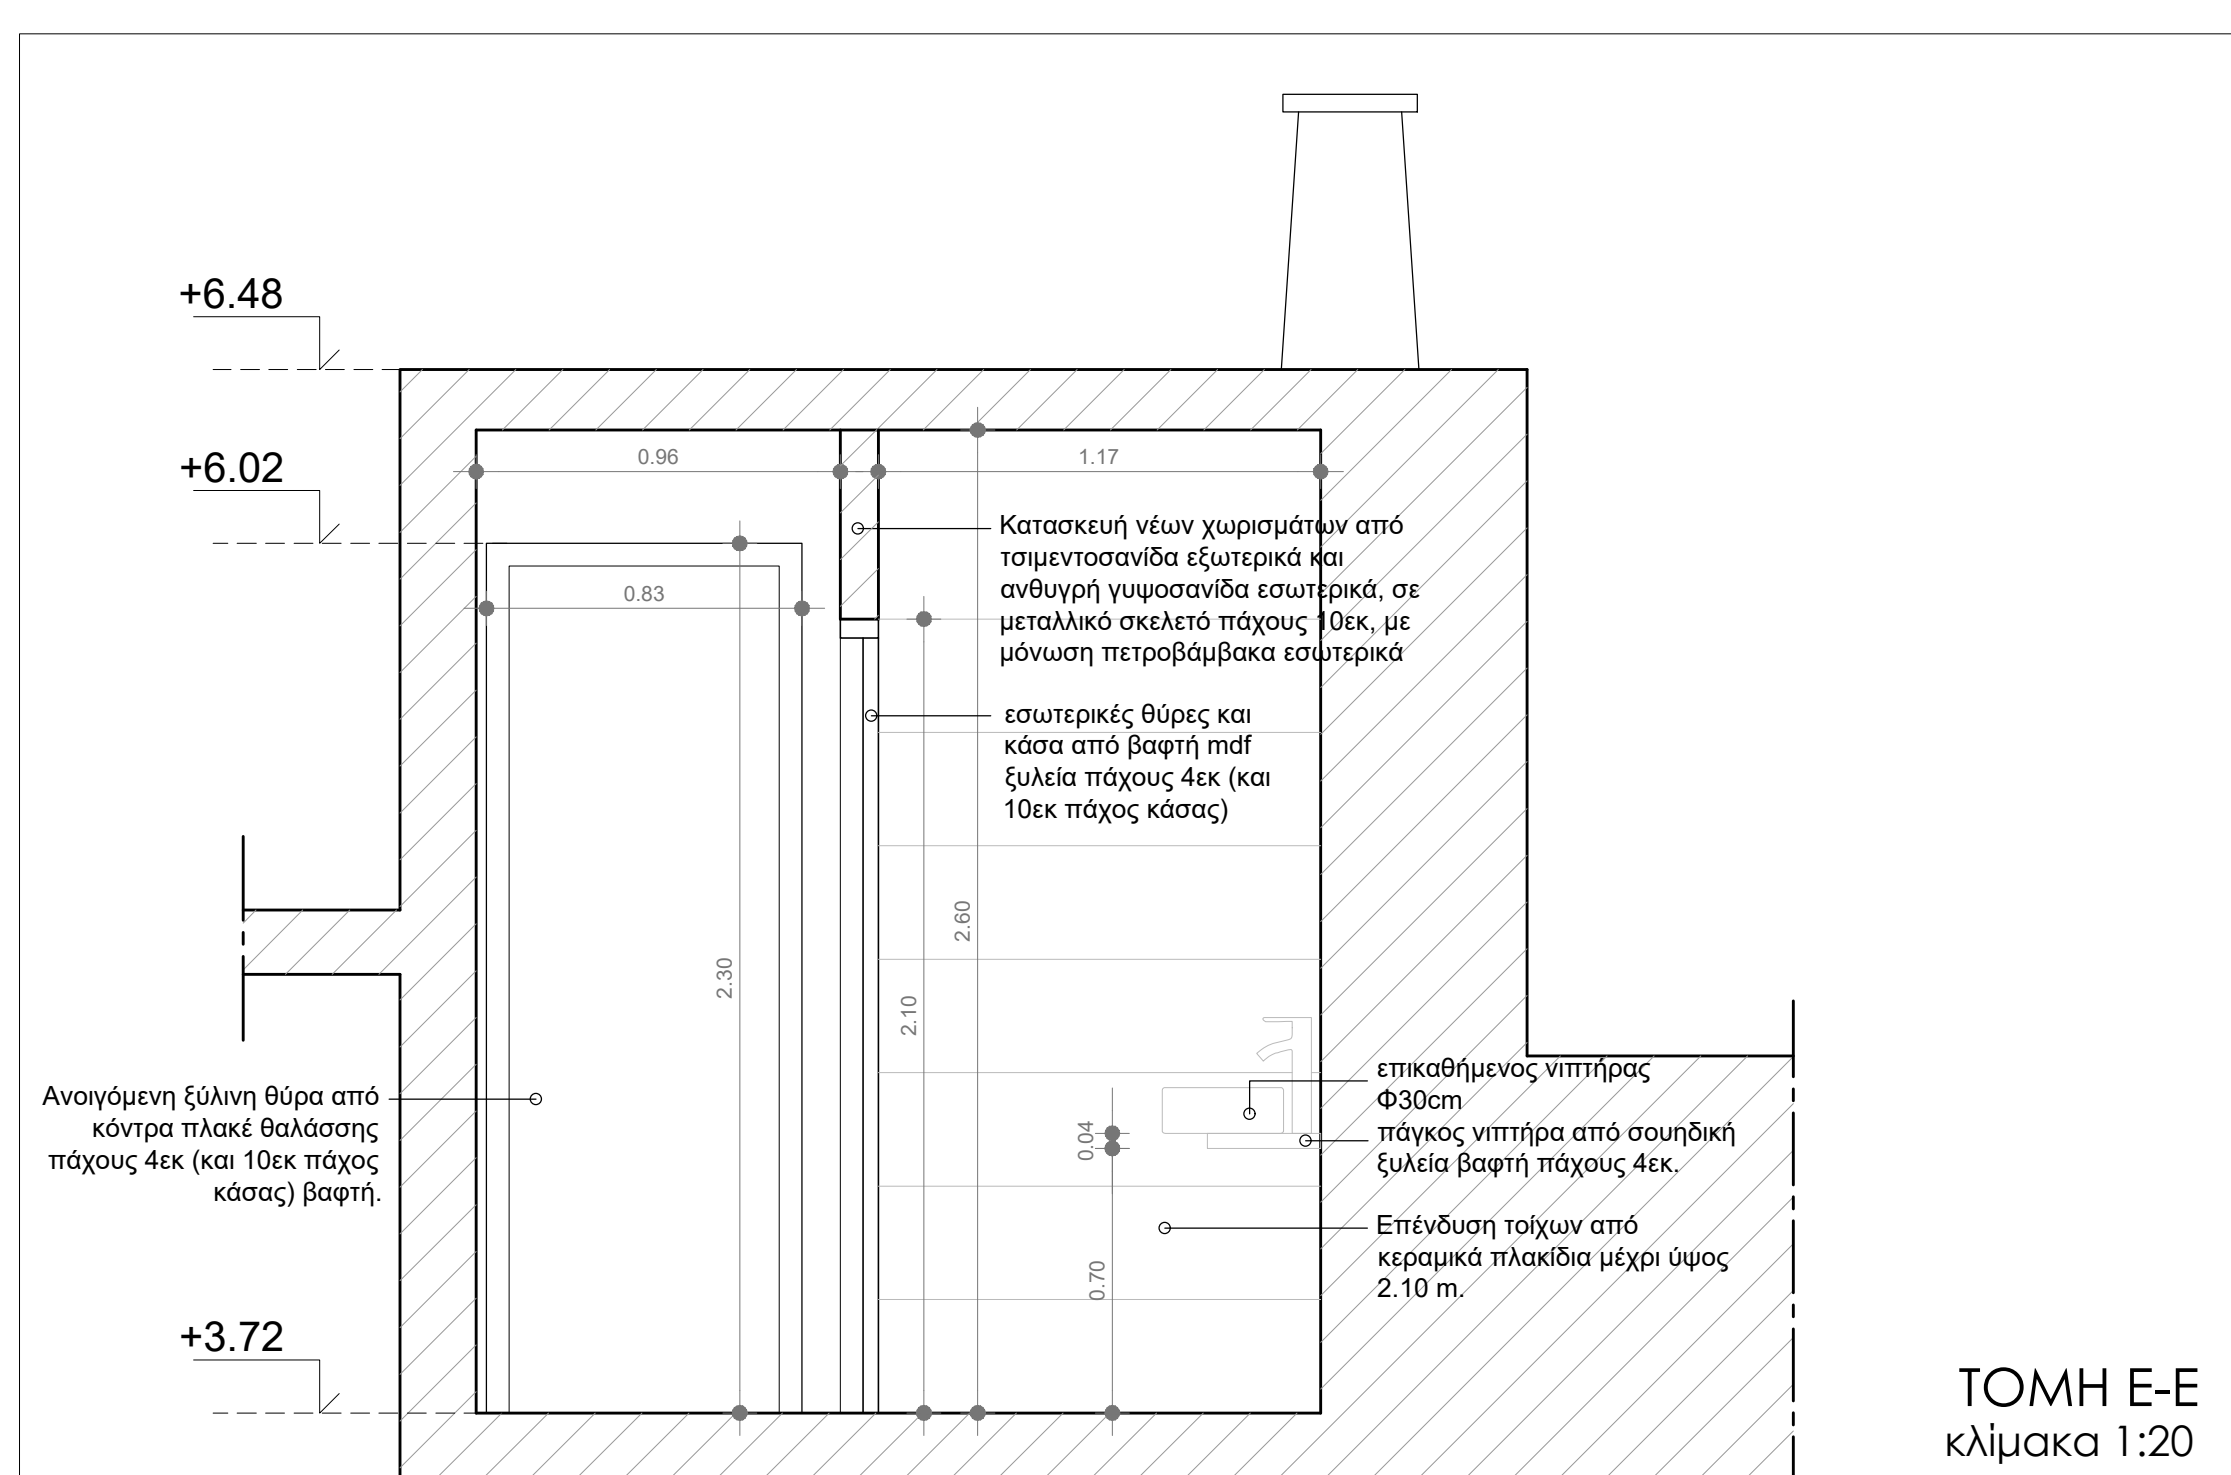 +6.48
+6.02
0.96
1.17
Κατασκευή νέων χωρισμάτων από
τσιμεντοσανίδα εξωτερικά και
ανθυγρή γυψοσανίδα εσωτερικά, σε
μεταλλικό σκελετό πάχους 10εκ, με
μόνωση πετροβάμβακα εσωτερικά
0.83
εσωτερικές θύρες και
κάσα από βαφτή mdf
ξυλεία πάχους 4εκ (και
10εκ πάχος κάσας)
2.60
2.30
2.10
Ανοιγόμενη ξύλινη θύρα από
κόντρα πλακέ θαλάσσης
πάχους 4εκ (και 10εκ πάχος
κάσας) βαφτή.
επικαθήμενος νιπτήρας
Φ30cm
πάγκος νιπτήρα από σουηδική
ξυλεία βαφτή πάχους 4εκ.
0.04
Επένδυση τοίχων από
κεραμικά πλακίδια μέχρι ύψος
2.10 m.
0.70
+3.72
ΤΟΜΗ Ε-Ε
κλίμακα 1:20